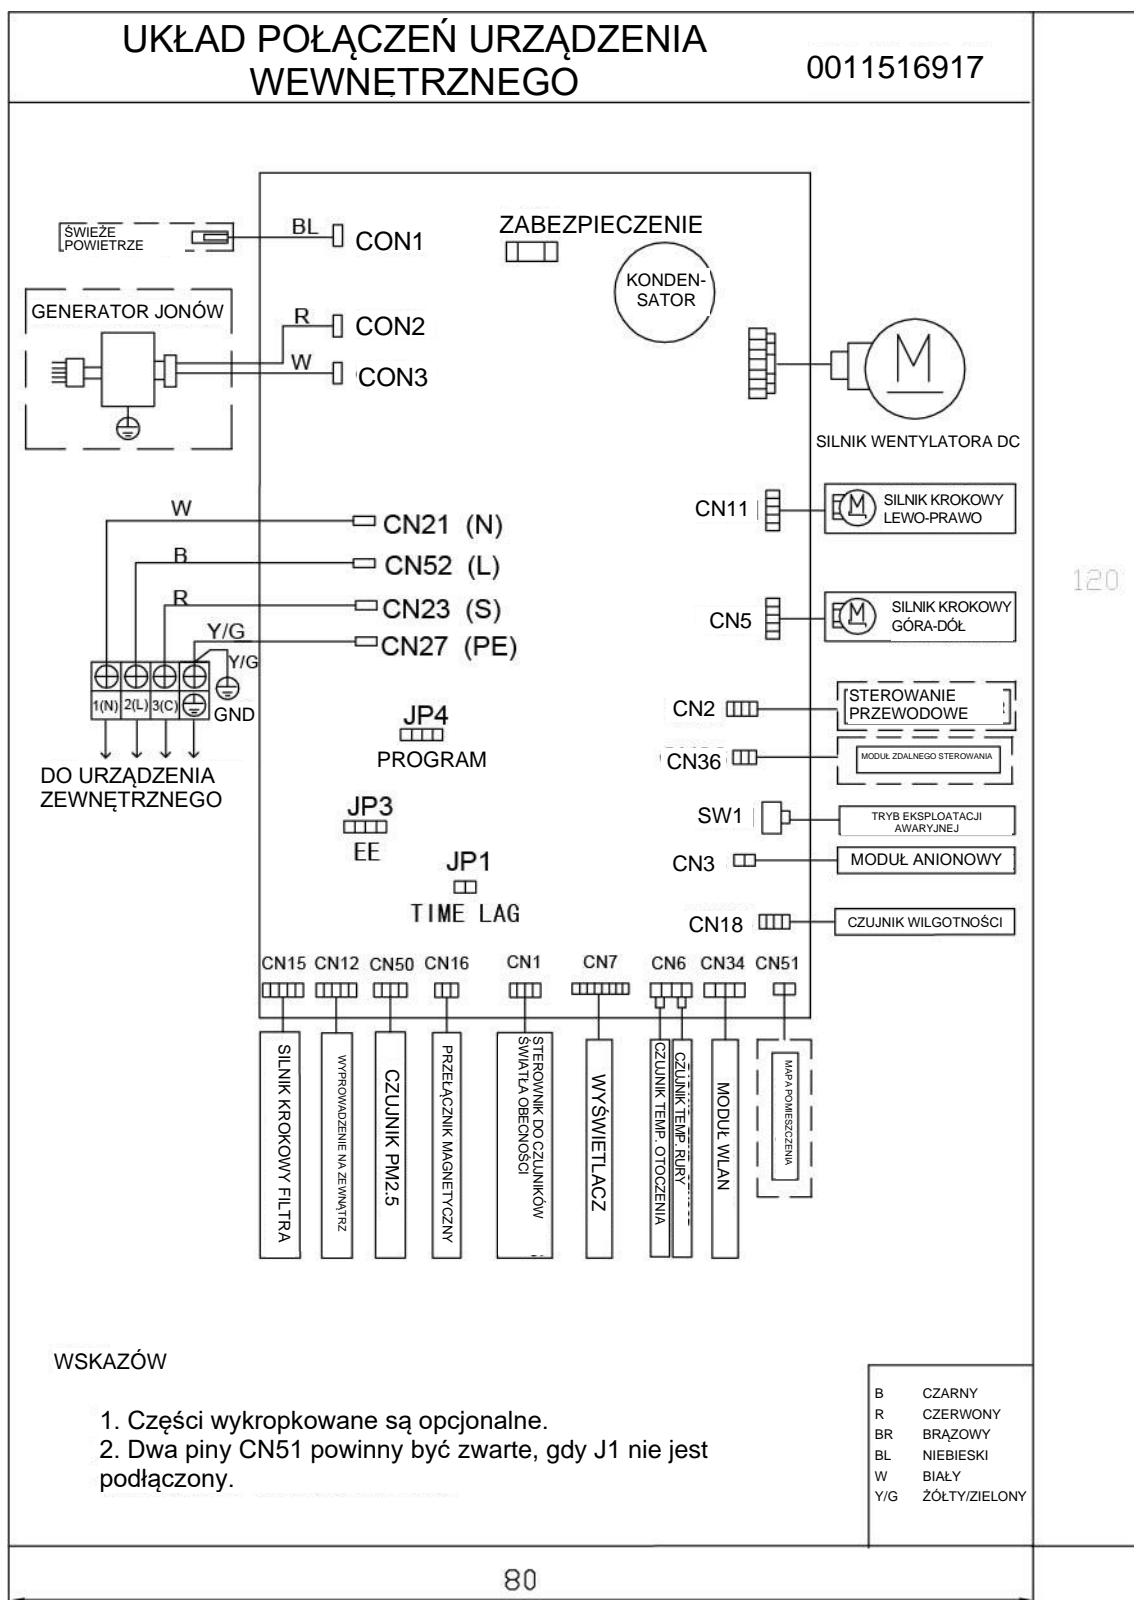 UKŁAD POŁĄCZEŃ URZĄDZENIA
WEWNĘTRZNEGO
0011516917
ŚWIEŻE
POWIETRZE
BL
CON1
ZABEZPIECZENIE
KONDEN-
SATOR
GENERATOR JONÓW
R
CON2
W
CON3
M
SILNIK WENTYLATORA DC
W
CN21 (N)
B
CN52 (L)
R
CN23 (S)
Y/G
CN27 (PE)
Y/G
1(N)
2(L)
3(C)
GND
DO URZĄDZENIA
ZEWNĘTRZNEGO
CN11
M
SILNIK KROKOWY
LEWO-PRAWO
CN5
M
SILNIK KROKOWY
GÓRA-DÓŁ
120
CN2
STEROWANIE
PRZEWODOWE
JP4
PROGRAM
CN36
MODUŁ ZDALNEGO STEROWANIA
JP3
EE
SW1
TRYB EKSPLOATACJI
AWARYJNEJ
JP1
TIME LAG
CN3
MODUŁ ANIONOWY
CN18
CZUJNIK WILGOTNOŚCI
CN15
CN12
CN50
CN16
CN1
CN7
CN6
CN34
CN51
SILNIK KROKOWY FILTRA
WYPROWADZENIE NA ZEWNĄTRZ
CZUJNIK PM2.5
PRZEŁĄCZNIK MAGNETYCZNY
STEROWNIK DO CZUJNIKÓW
ŚWIATŁA OBECNOŚCI
WYŚWIETLACZ
CZUJNIK TEMP. OTOCZENIA
CZUJNIK TEMP. RURY
MODUŁ WLAN
MAPA POMIESZCZENIA
WSKAZÓW
1. Części wykropkowane są opcjonalne.
2. Dwa piny CN51 powinny być zwarte, gdy J1 nie jest
podłączony.
B CZARNY
R CZERWONY
BR BRĄZOWY
BL NIEBIESKI
W BIAŁY
Y/G ŻÓŁTY/ZIELONY
80